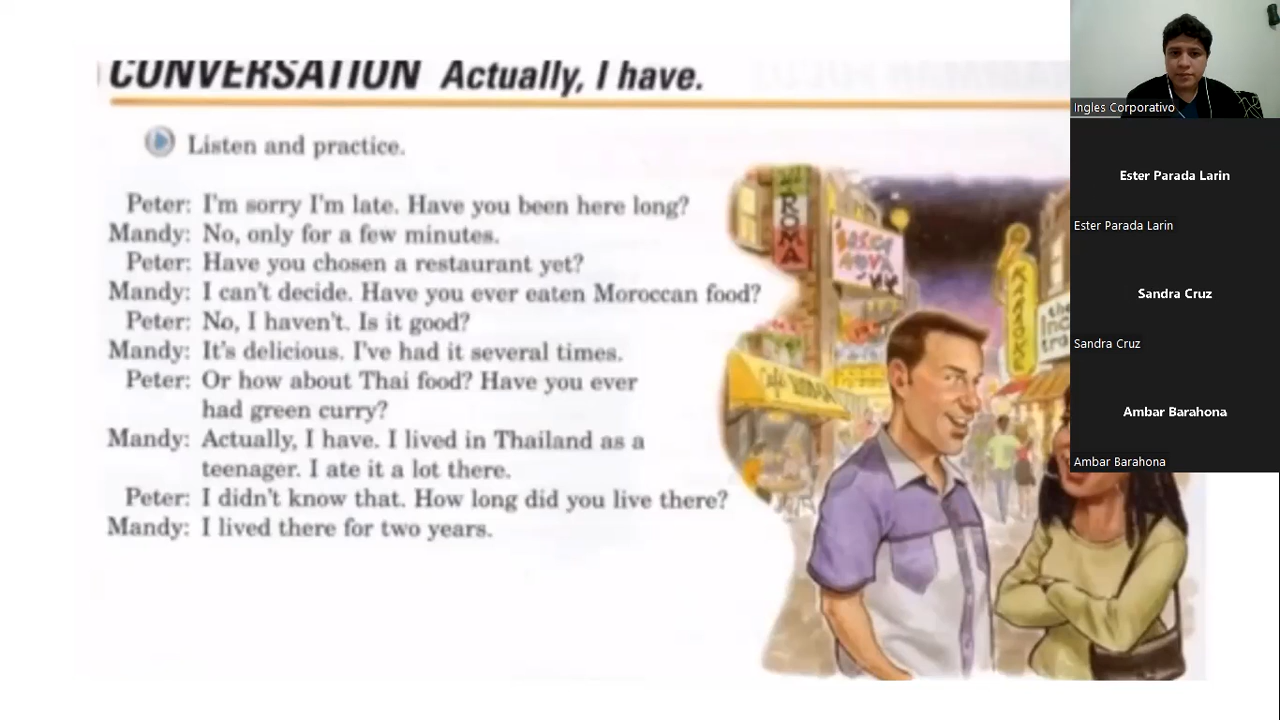 CONVERSATION Actually, I have.
Listen and practice.
Peter: I'm sorry I'm late. Have you been here long?
Mandy: No, only for a few minutes.
Peter: Have you chosen a restaurant yet?
Mandy: I can't decide. Have you ever eaten Moroccan food?
Peter: No, I haven't. Is it good?
Mandy: It's delicious. I've had it several times.
Peter: Or how about Thai food? Have you ever
had green curry?
Mandy: Actually, I have. I lived in Thailand as a
teenager. I ate it a lot there.
Peter: I didn't know that. How long did you live there?
Mandy: I lived there for two years.
ROMA
BOSSA
NOVA
KARAOKE
Café
Ingles Corporativo
Ester Parada Larin
Ester Parada Larin
Sandra Cruz
Sandra Cruz
Ambar Barahona
Ambar Barahona